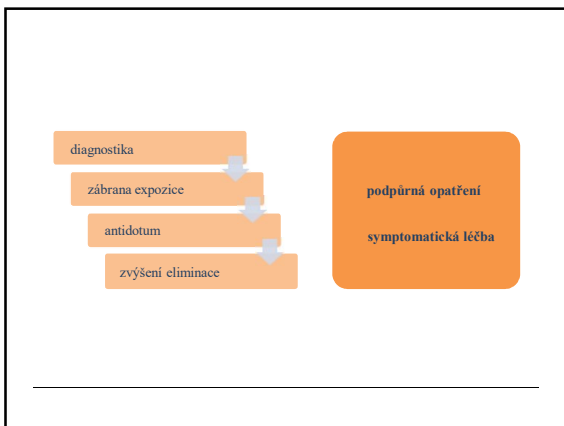 diagnostika
zábrana expozice
antidotum
zvýšení eliminace
podpůrná opatření
symptomatická léčba